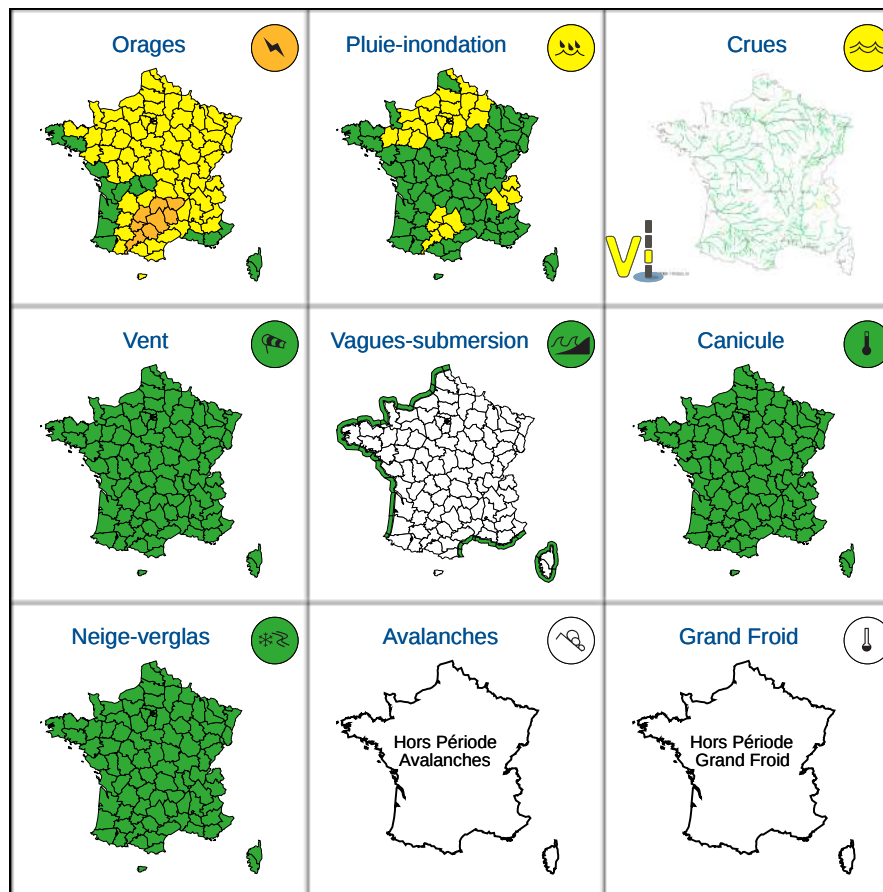 Orages
Pluie-inondation
Crues
Vi
Vent
Vagues-submersion
Canicule
Neige-verglas
Avalanches
Grand Froid
Hors Période
Avalanches
Hors Période
Grand Froid